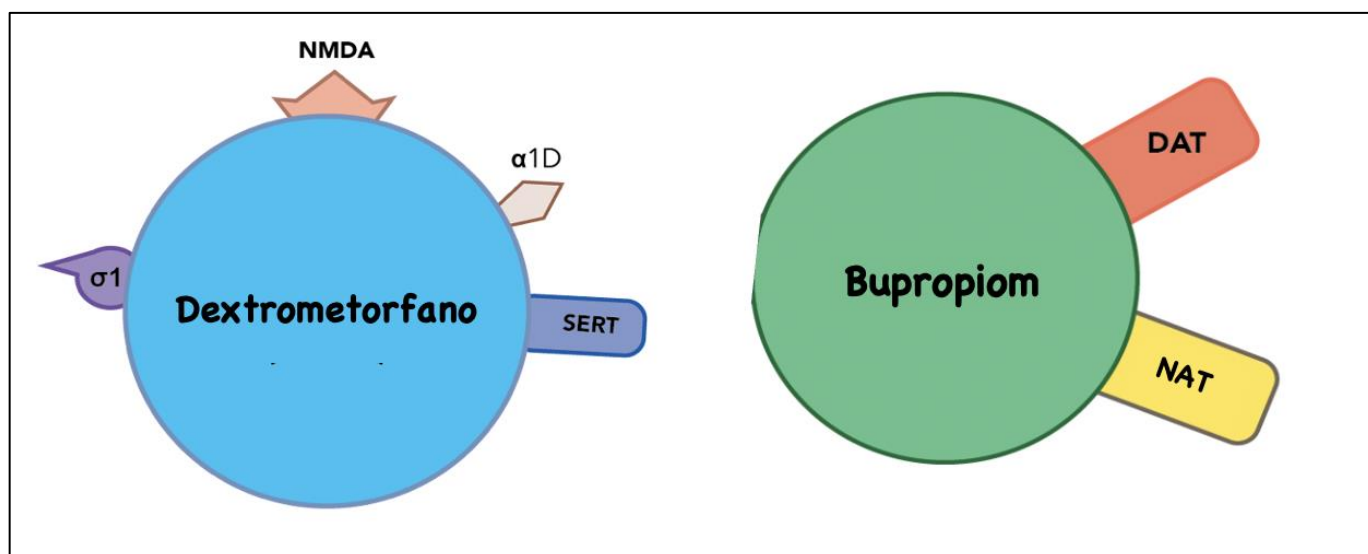 NMDA
α1D
σ1
Dextrometorfano
SERT
DAT
Bupropiom
NAT